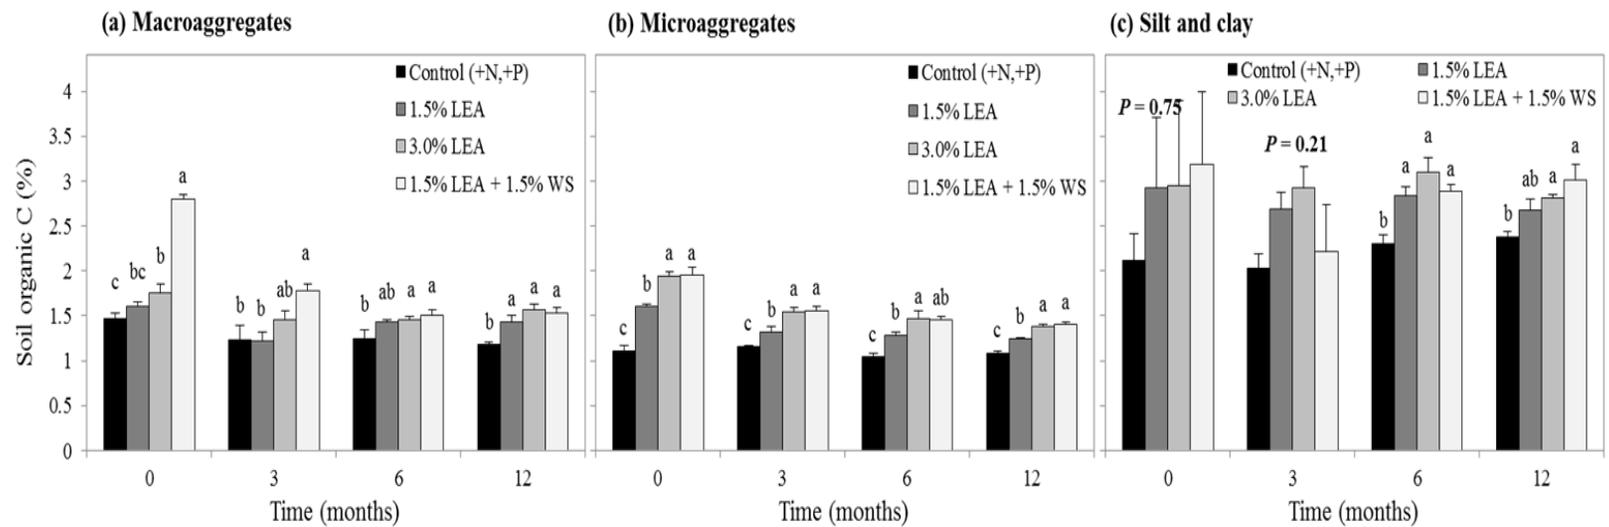 (a) Macroaggregates
(b) Microaggregates
(c) Silt and clay
Soil organic C (%)
4
3.5
3
2.5
2
1.5
1
0.5
0
Control (+N,+P)
1.5% LEA
3.0% LEA
1.5% LEA + 1.5% WS
c bc b a
b b ab a
b ab a a
b a a a
0 3 6 12
Time (months)
Control (+N,+P)
1.5% LEA
3.0% LEA
1.5% LEA + 1.5% WS
c b a a
c b a a
c b a ab
c b a a
0 3 6 12
Time (months)
Control (+N,+P) 1.5% LEA
3.0% LEA 1.5% LEA + 1.5% WS
P = 0.75
P = 0.21
b a a a
b ab a a
0 3 6 12
Time (months)